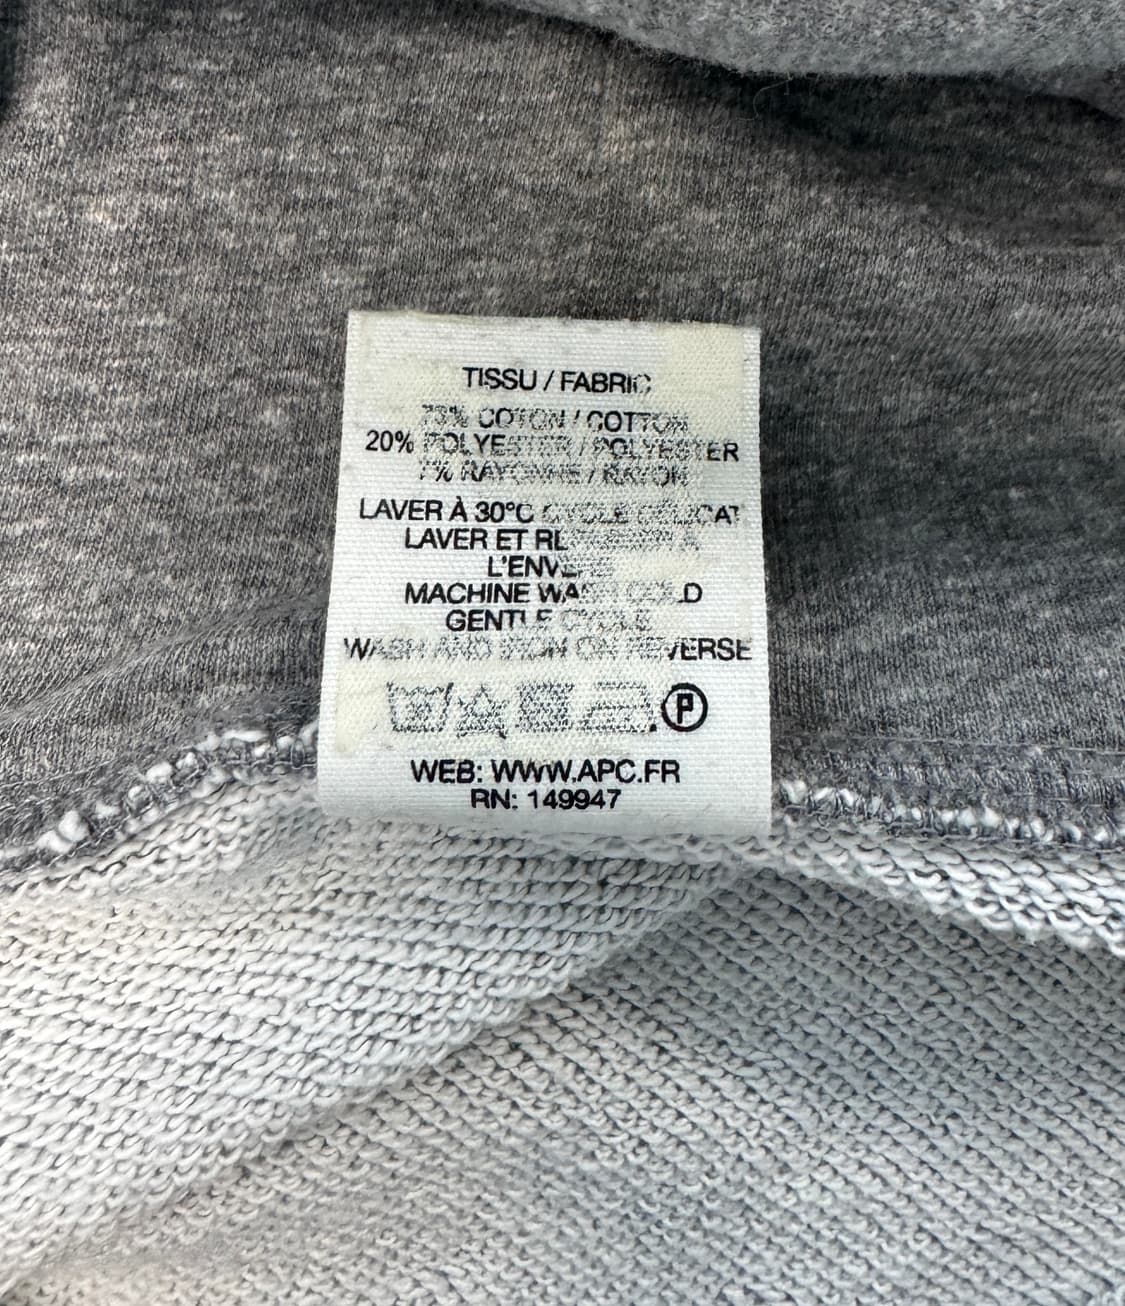 TISSU / FABRIC
73% COTON / COTTON
20% POLYESTER / POLYESTER
7% RAYONNE / RAYON
LAVER À 30°C CYCLE DÉLICAT
LAVER ET
MACHINE WASH COLD
GENTLE CYCLE
WASH AND IRON ON REVERSE
P
WEB: WWW.APC.FR
RN: 149947